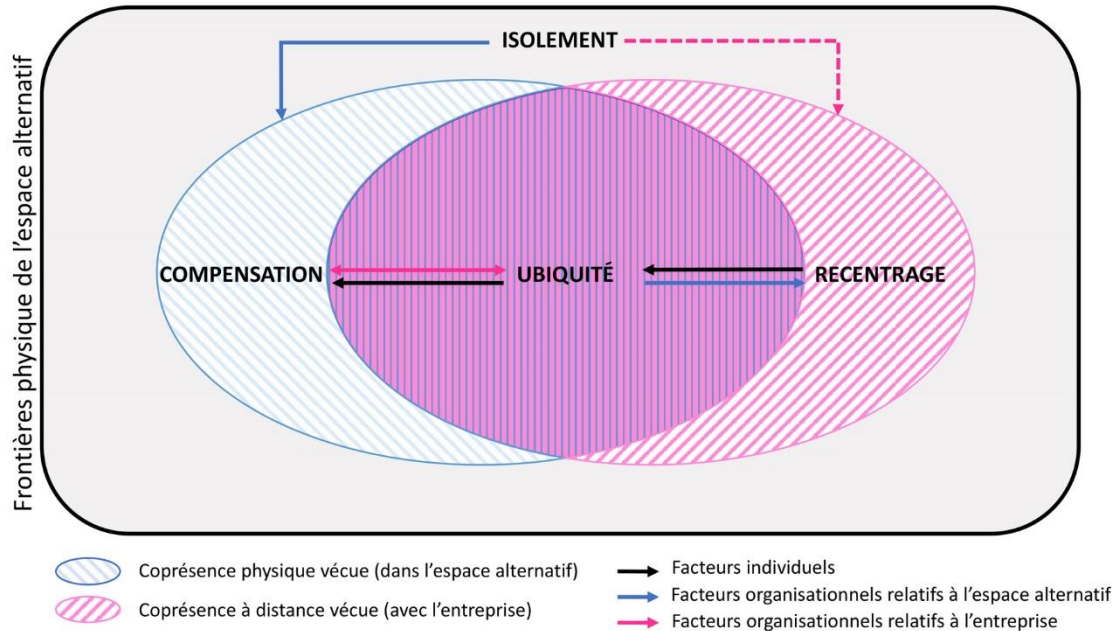 Frontières physique de l'espace alternatif
ISOLEMENT
COMPENSATION
UBIQUITÉ
RECENTRAGE
Coprésence physique vécue (dans l'espace alternatif)
Coprésence à distance vécue (avec l'entreprise)
Facteurs individuels
Facteurs organisationnels relatifs à l'espace alternatif
Facteurs organisationnels relatifs à l'entreprise